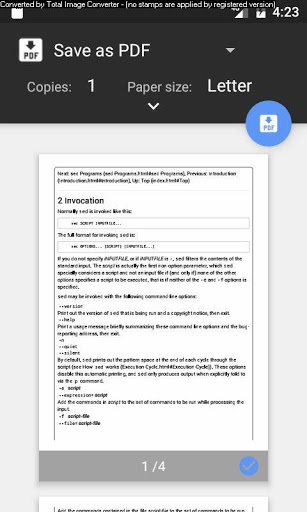 Converted by Total Image Converter - (no stamps are applied by registered version)
4:23
PDF
Save as PDF
Copies: 1 Paper size: Letter
PDF
Next: sed Programs (sed Programs.html#sed Programs), Previous: Introduction
(Introduction.html#Introduction), Up: Top (index.html#Top)
2 Invocation
Normally sed is invoked like this:
sed SCRIPT INPUTFILE...
The full format for invoking sed is:
sed OPTIONS... [SCRIPT] [INPUTFILE...]
If you do not specify INPUTFILE, or if INPUTFILE is -, sed filters the contents of the
standard input. The script is actually the first non-option parameter, which sed
specially considers a script and not an input file if (and only if) none of the other
options specifies a script to be executed, that is if neither of the -e and -f options is
specified.
sed may be invoked with the following command-line options:
--version
Print out the version of sed that is being run and a copyright notice, then exit.
--help
Print a usage message briefly summarizing these command-line options and the bug-
reporting address, then exit.
-n
--quiet
--silent
By default, sed prints out the pattern space at the end of each cycle through the
script (see How sed works (Execution Cycle.html#Execution Cycle)). These options
disable this automatic printing, and sed only produces output when explicitly told to
via the p command.
-e script
--expression=script
Add the commands in script to the set of commands to be run while processing the
input.
-f script-file
--file=script-file
1/4
Add the commands contained in the file script-file to the set of commands to be run